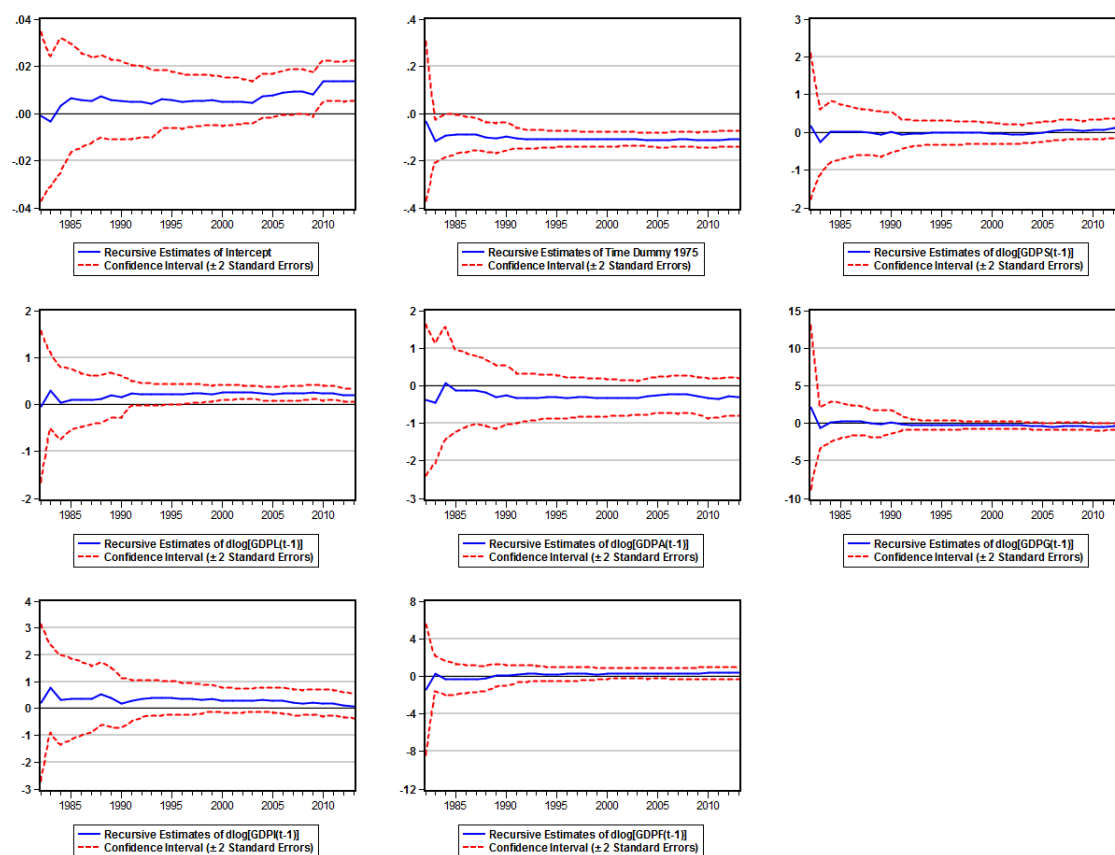 .04
.02
.00
-.02
-.04
1985 1990 1995 2000 2005 2010
Recursive Estimates of Intercept
Confidence Interval (± 2 Standard Errors)
.4
.2
.0
-.2
-.4
1985 1990 1995 2000 2005 2010
Recursive Estimates of Time Dummy 1975
Confidence Interval (± 2 Standard Errors)
3
2
1
0
-1
-2
1985 1990 1995 2000 2005 2010
Recursive Estimates of dlog[GDPS(t-1)]
Confidence Interval (± 2 Standard Errors)
2
1
0
-1
-2
1985 1990 1995 2000 2005 2010
Recursive Estimates of dlog[GDPL(t-1)]
Confidence Interval (± 2 Standard Errors)
2
1
0
-1
-2
-3
1985 1990 1995 2000 2005 2010
Recursive Estimates of dlog[GDPA(t-1)]
Confidence Interval (± 2 Standard Errors)
15
10
5
0
-5
-10
1985 1990 1995 2000 2005 2010
Recursive Estimates of dlog[GDPG(t-1)]
Confidence Interval (± 2 Standard Errors)
4
3
2
1
0
-1
-2
-3
1985 1990 1995 2000 2005 2010
Recursive Estimates of dlog[GDPI(t-1)]
Confidence Interval (± 2 Standard Errors)
8
4
0
-4
-8
-12
1985 1990 1995 2000 2005 2010
Recursive Estimates of dlog[GDPF(t-1)]
Confidence Interval (± 2 Standard Errors)